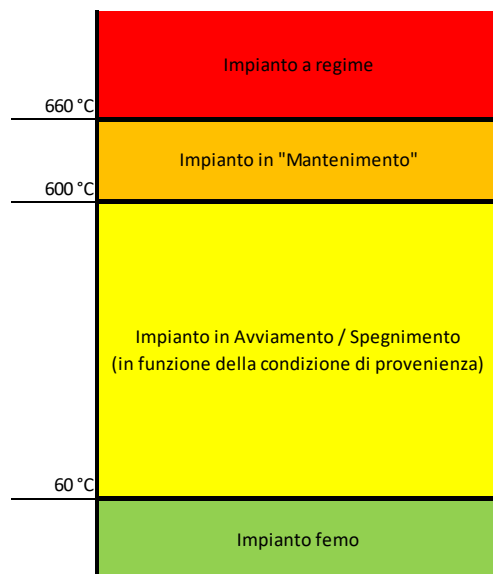 Impianto a regime
660 °C
Impianto in "Mantenimento"
600 °C
Impianto in Avviamento / Spegnimento
(in funzione della condizione di provenienza)
60 °C
Impianto femo